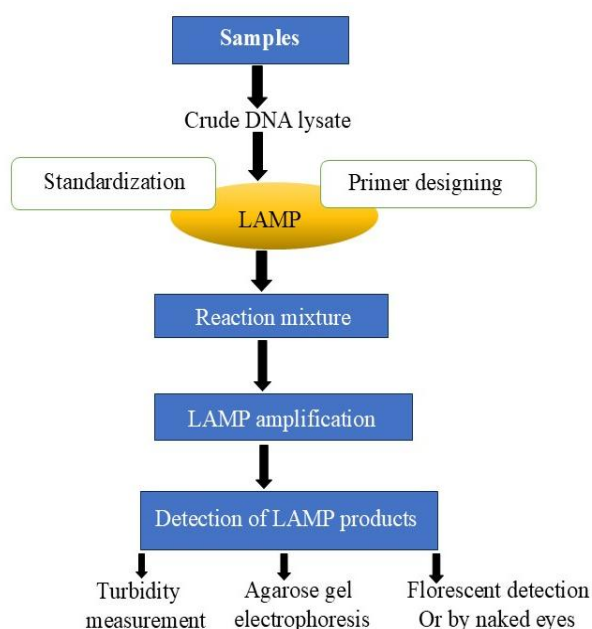 Samples
Crude DNA lysate
Standardization
Primer designing
LAMP
Reaction mixture
LAMP amplification
Detection of LAMP products
Turbidity
measurement
Agarose gel
electrophoresis
Florescent detection
Or by naked eyes